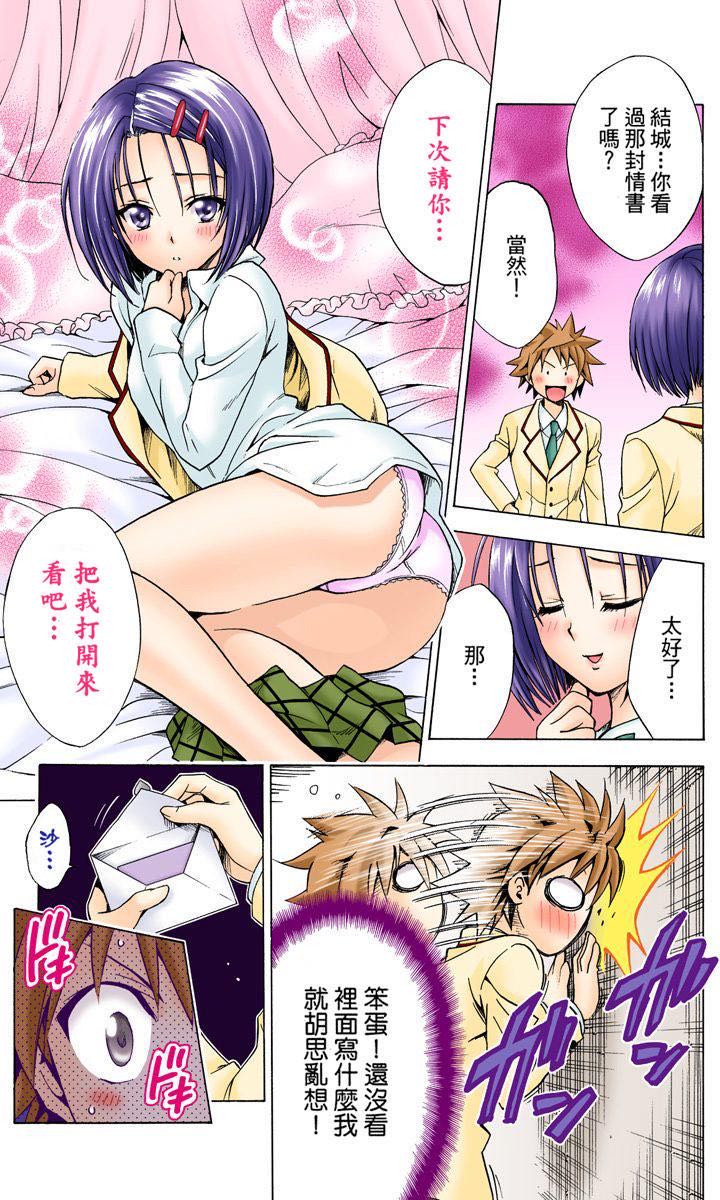 結城…你看
過那封情書
了嗎?
當然!
太好了…
那…
下次請你…
把我打開來
看吧…
ガン
ガン
笨蛋!還沒看
裡面寫什麼我
就胡思亂想!
沙…
ドキ
ドキ